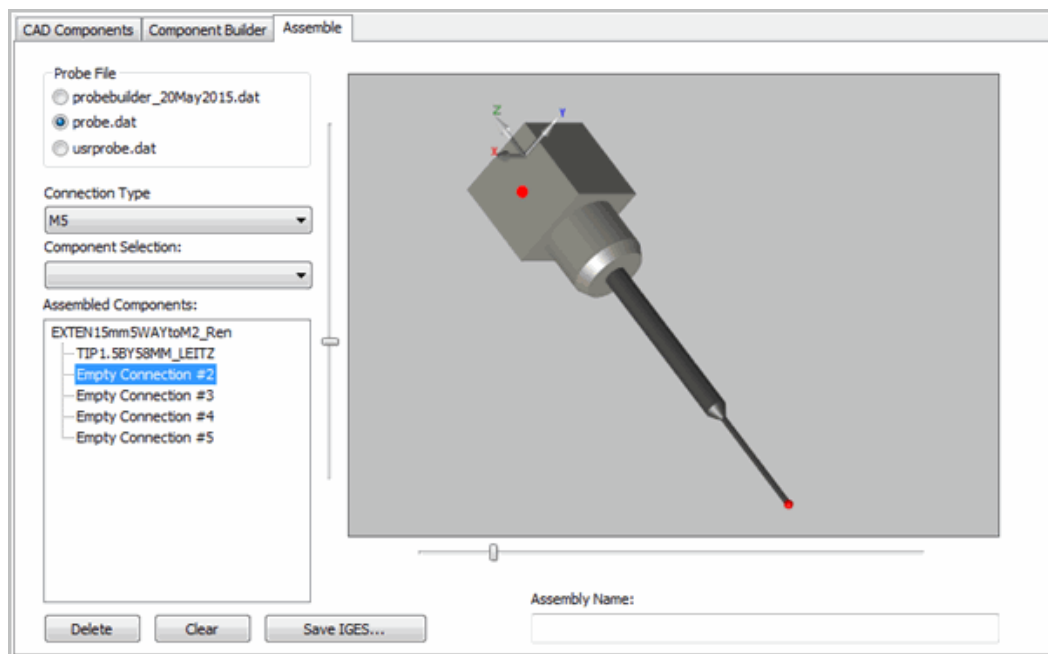 CAD Components Component Builder Assemble
Probe File
probebuilder_20May2015.dat
probe.dat
usrprobe.dat
Connection Type
M5
Component Selection:
Assembled Components:
EXTEN15mm5WAYtoM2_Ren
TIP1.5BY58MM_LEITZ
Empty Connection #2
Empty Connection #3
Empty Connection #4
Empty Connection #5
Z
Y
X
Assembly Name:
Delete Clear Save IGES...